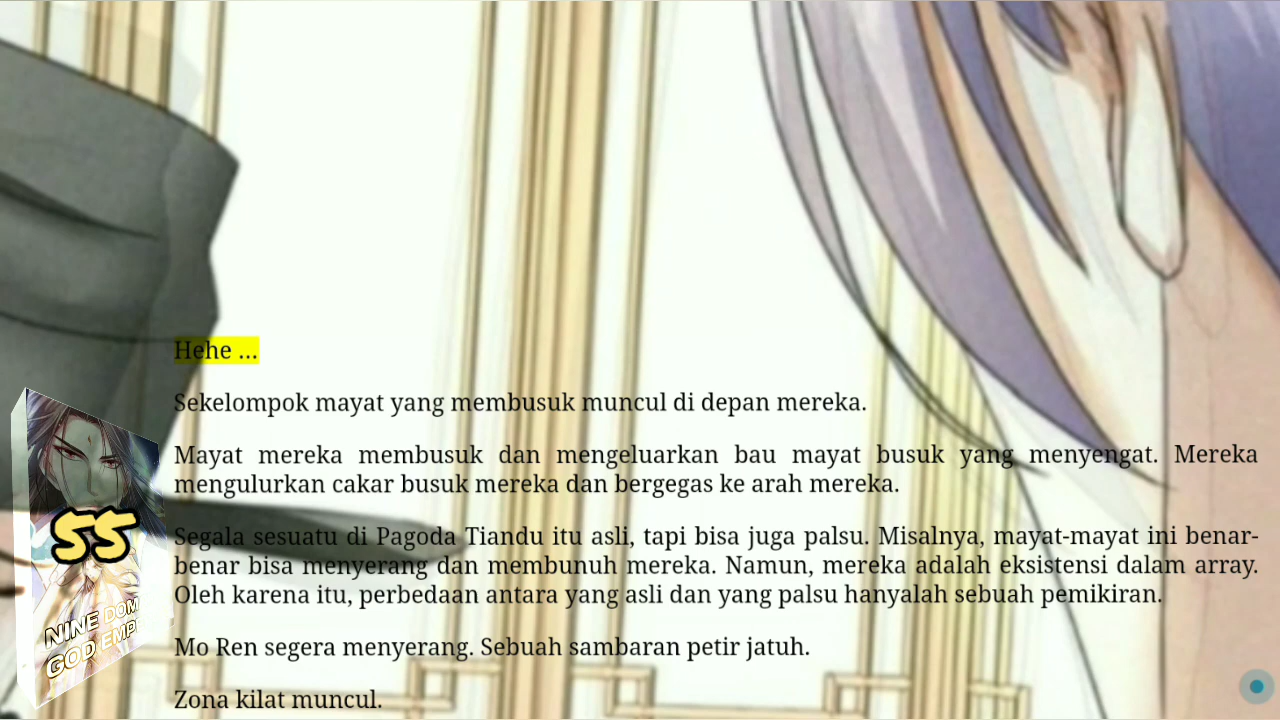 Hehe ...
Sekelompok mayat yang membusuk muncul di depan mereka.
Mayat mereka membusuk dan mengeluarkan bau mayat busuk yang menyengat. Mereka
mengulurkan cakar busuk mereka dan bergegas ke arah mereka.
Segala sesuatu di Pagoda Tiandu itu asli, tapi bisa juga palsu. Misalnya, mayat-mayat ini benar-
benar bisa menyerang dan membunuh mereka. Namun, mereka adalah eksistensi dalam array.
Oleh karena itu, perbedaan antara yang asli dan yang palsu hanyalah sebuah pemikiran.
Mo Ren segera menyerang. Sebuah sambaran petir jatuh.
Zona kilat muncul.
55
NINE DOM
GOD EMP